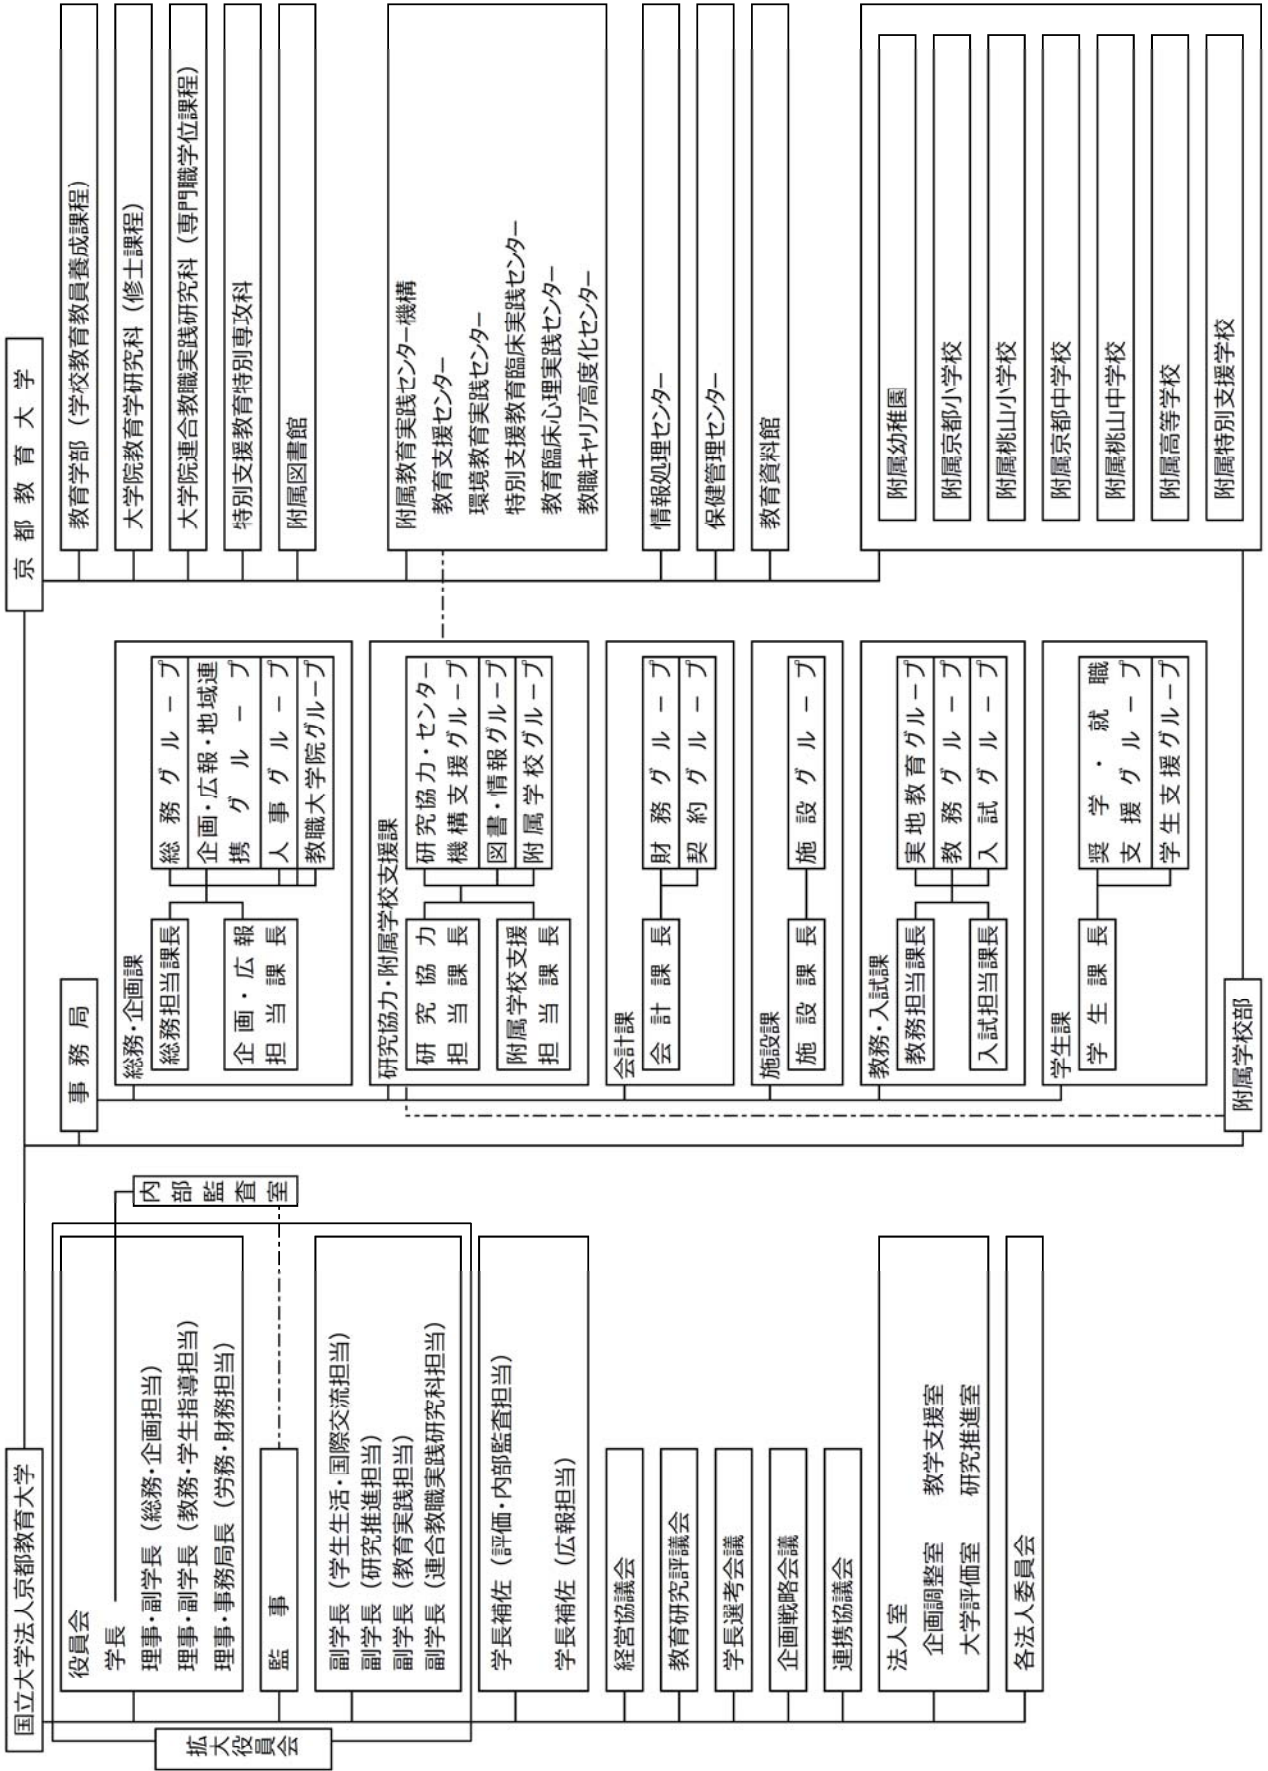 国立大学法人京都教育大学
拡大
役員会
役員会
学長
理事・副学長（総務・企画担当）
理事・副学長（教務・学生指導担当）
理事・事務局長（労務・財務担当）
内部監査室
監事
副学長（学生生活・国際交流担当）
副学長（研究推進担当）
副学長（教育実践担当）
副学長（連合教職実践研究科担当）
学長補佐（評価・内部監査担当）
学長補佐（広報担当）
経営協議会
教育研究評議会
学長選考会議
企画戦略会議
連携協議会
法人室
企画調整室　教学支援室
大学評価室　研究推進室
各法人委員会
事務局
総務・企画課
総務担当課長
企画・広報
担当課長
総務グループ
企画・広報・地域連
携グループ
人事グループ
教職大学院グループ
研究協力・附属学校支援課
研究協力
担当課長
附属学校支援
担当課長
研究協力・センター
機構支援グループ
図書・情報グループ
附属学校グループ
会計課
会計課長
財務グループ
契約グループ
施設課
施設課長
施設グループ
教務・入試課
教務担当課長
入試担当課長
実地教育グループ
教務グループ
入試グループ
学生課
学生課長
奨学・就職
支援グループ
学生支援グループ
附属学校部
京都教育大学
教育学部（学校教育教員養成課程）
大学院教育学研究科（修士課程）
大学院連合教職実践研究科（専門職学位課程）
特別支援教育特別専攻科
附属図書館
附属教育実践センター機構
教育支援センター
環境教育実践センター
特別支援教育臨床実践センター
教育臨床心理実践センター
教職キャリア高度化センター
情報処理センター
保健管理センター
教育資料館
附属幼稚園
附属京都小学校
附属桃山小学校
附属京都中学校
附属桃山中学校
附属高等学校
附属特別支援学校